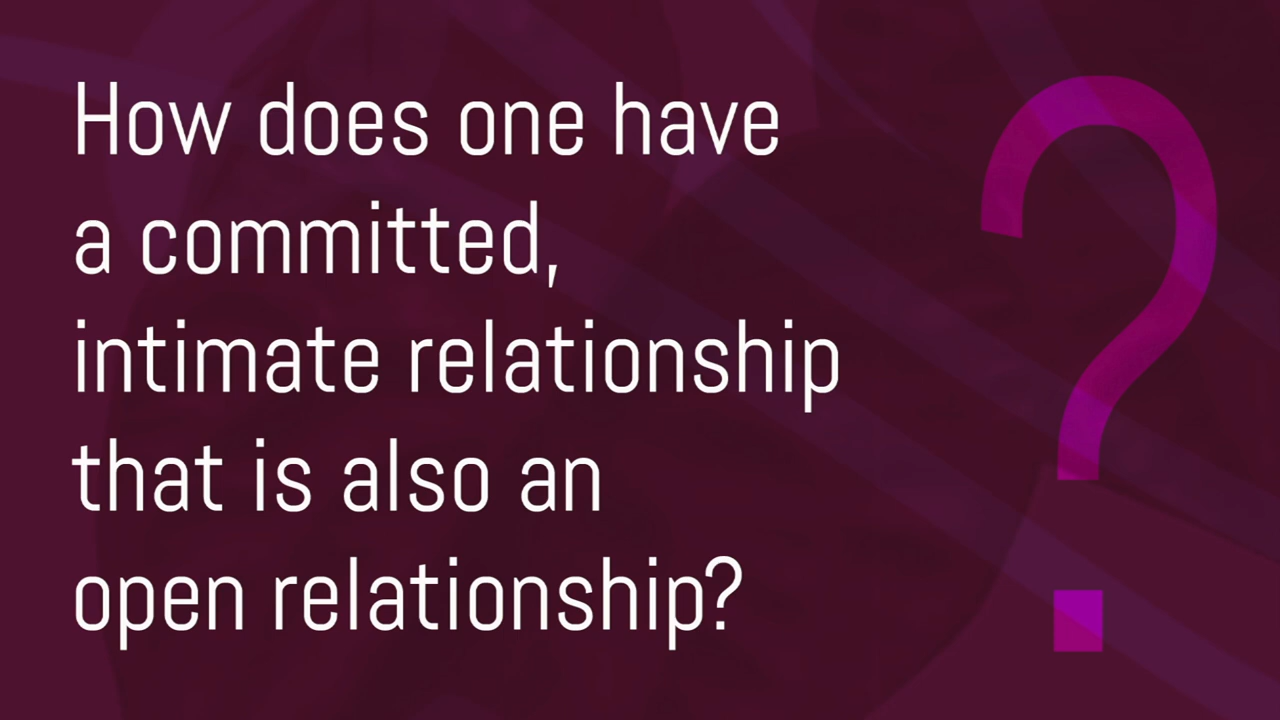 How does one have
a committed,
intimate relationship
that is also an
open relationship?
?